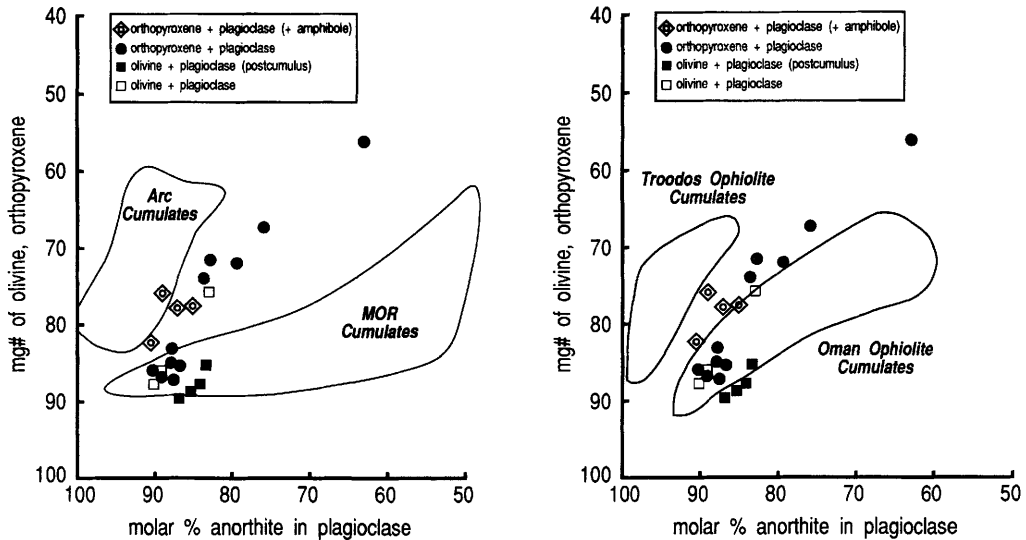 40
50
60
70
80
90
100
mg# of olivine, orthopyroxene
orthopyroxene + plagioclase (+ amphibole)
orthopyroxene + plagioclase
olivine + plagioclase (postcumulus)
olivine + plagioclase
Arc
Cumulates
MOR
Cumulates
100 90 80 70 60 50
molar % anorthite in plagioclase
40
50
60
70
80
90
100
mg# of olivine, orthopyroxene
orthopyroxene + plagioclase (+ amphibole)
orthopyroxene + plagioclase
olivine + plagioclase (postcumulus)
olivine + plagioclase
Troodos Ophiolite
Cumulates
Oman Ophiolite
Cumulates
100 90 80 70 60 50
molar % anorthite in plagioclase